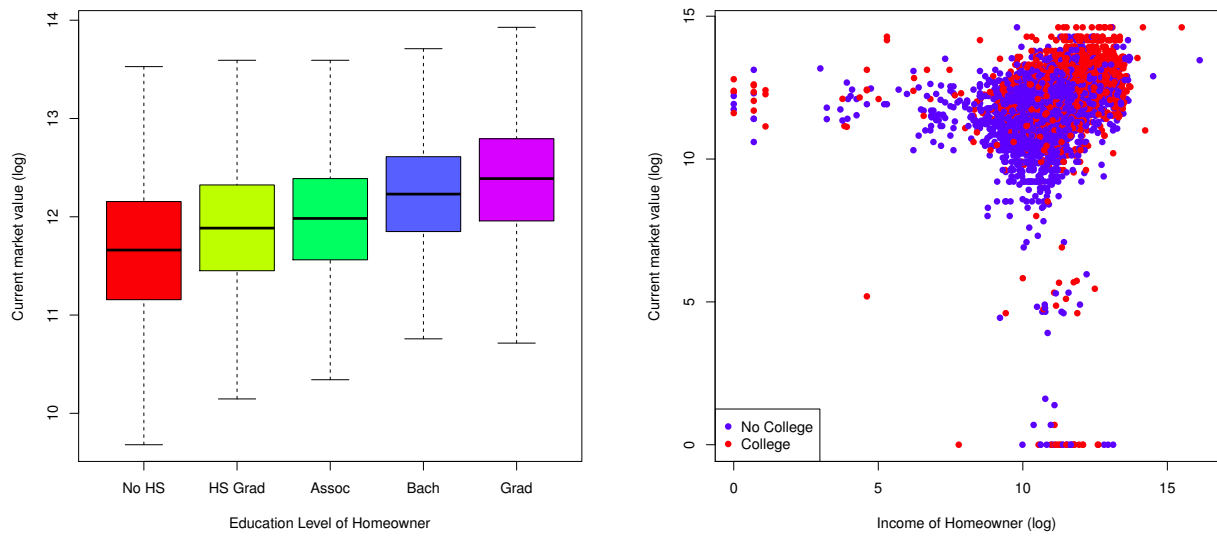 Current market value (log)
14
13
12
11
10
No HS
HS Grad
Assoc
Bach
Grad
Education Level of Homeowner
Current market value (log)
15
10
5
0
No College
College
0
5
10
15
Income of Homeowner (log)